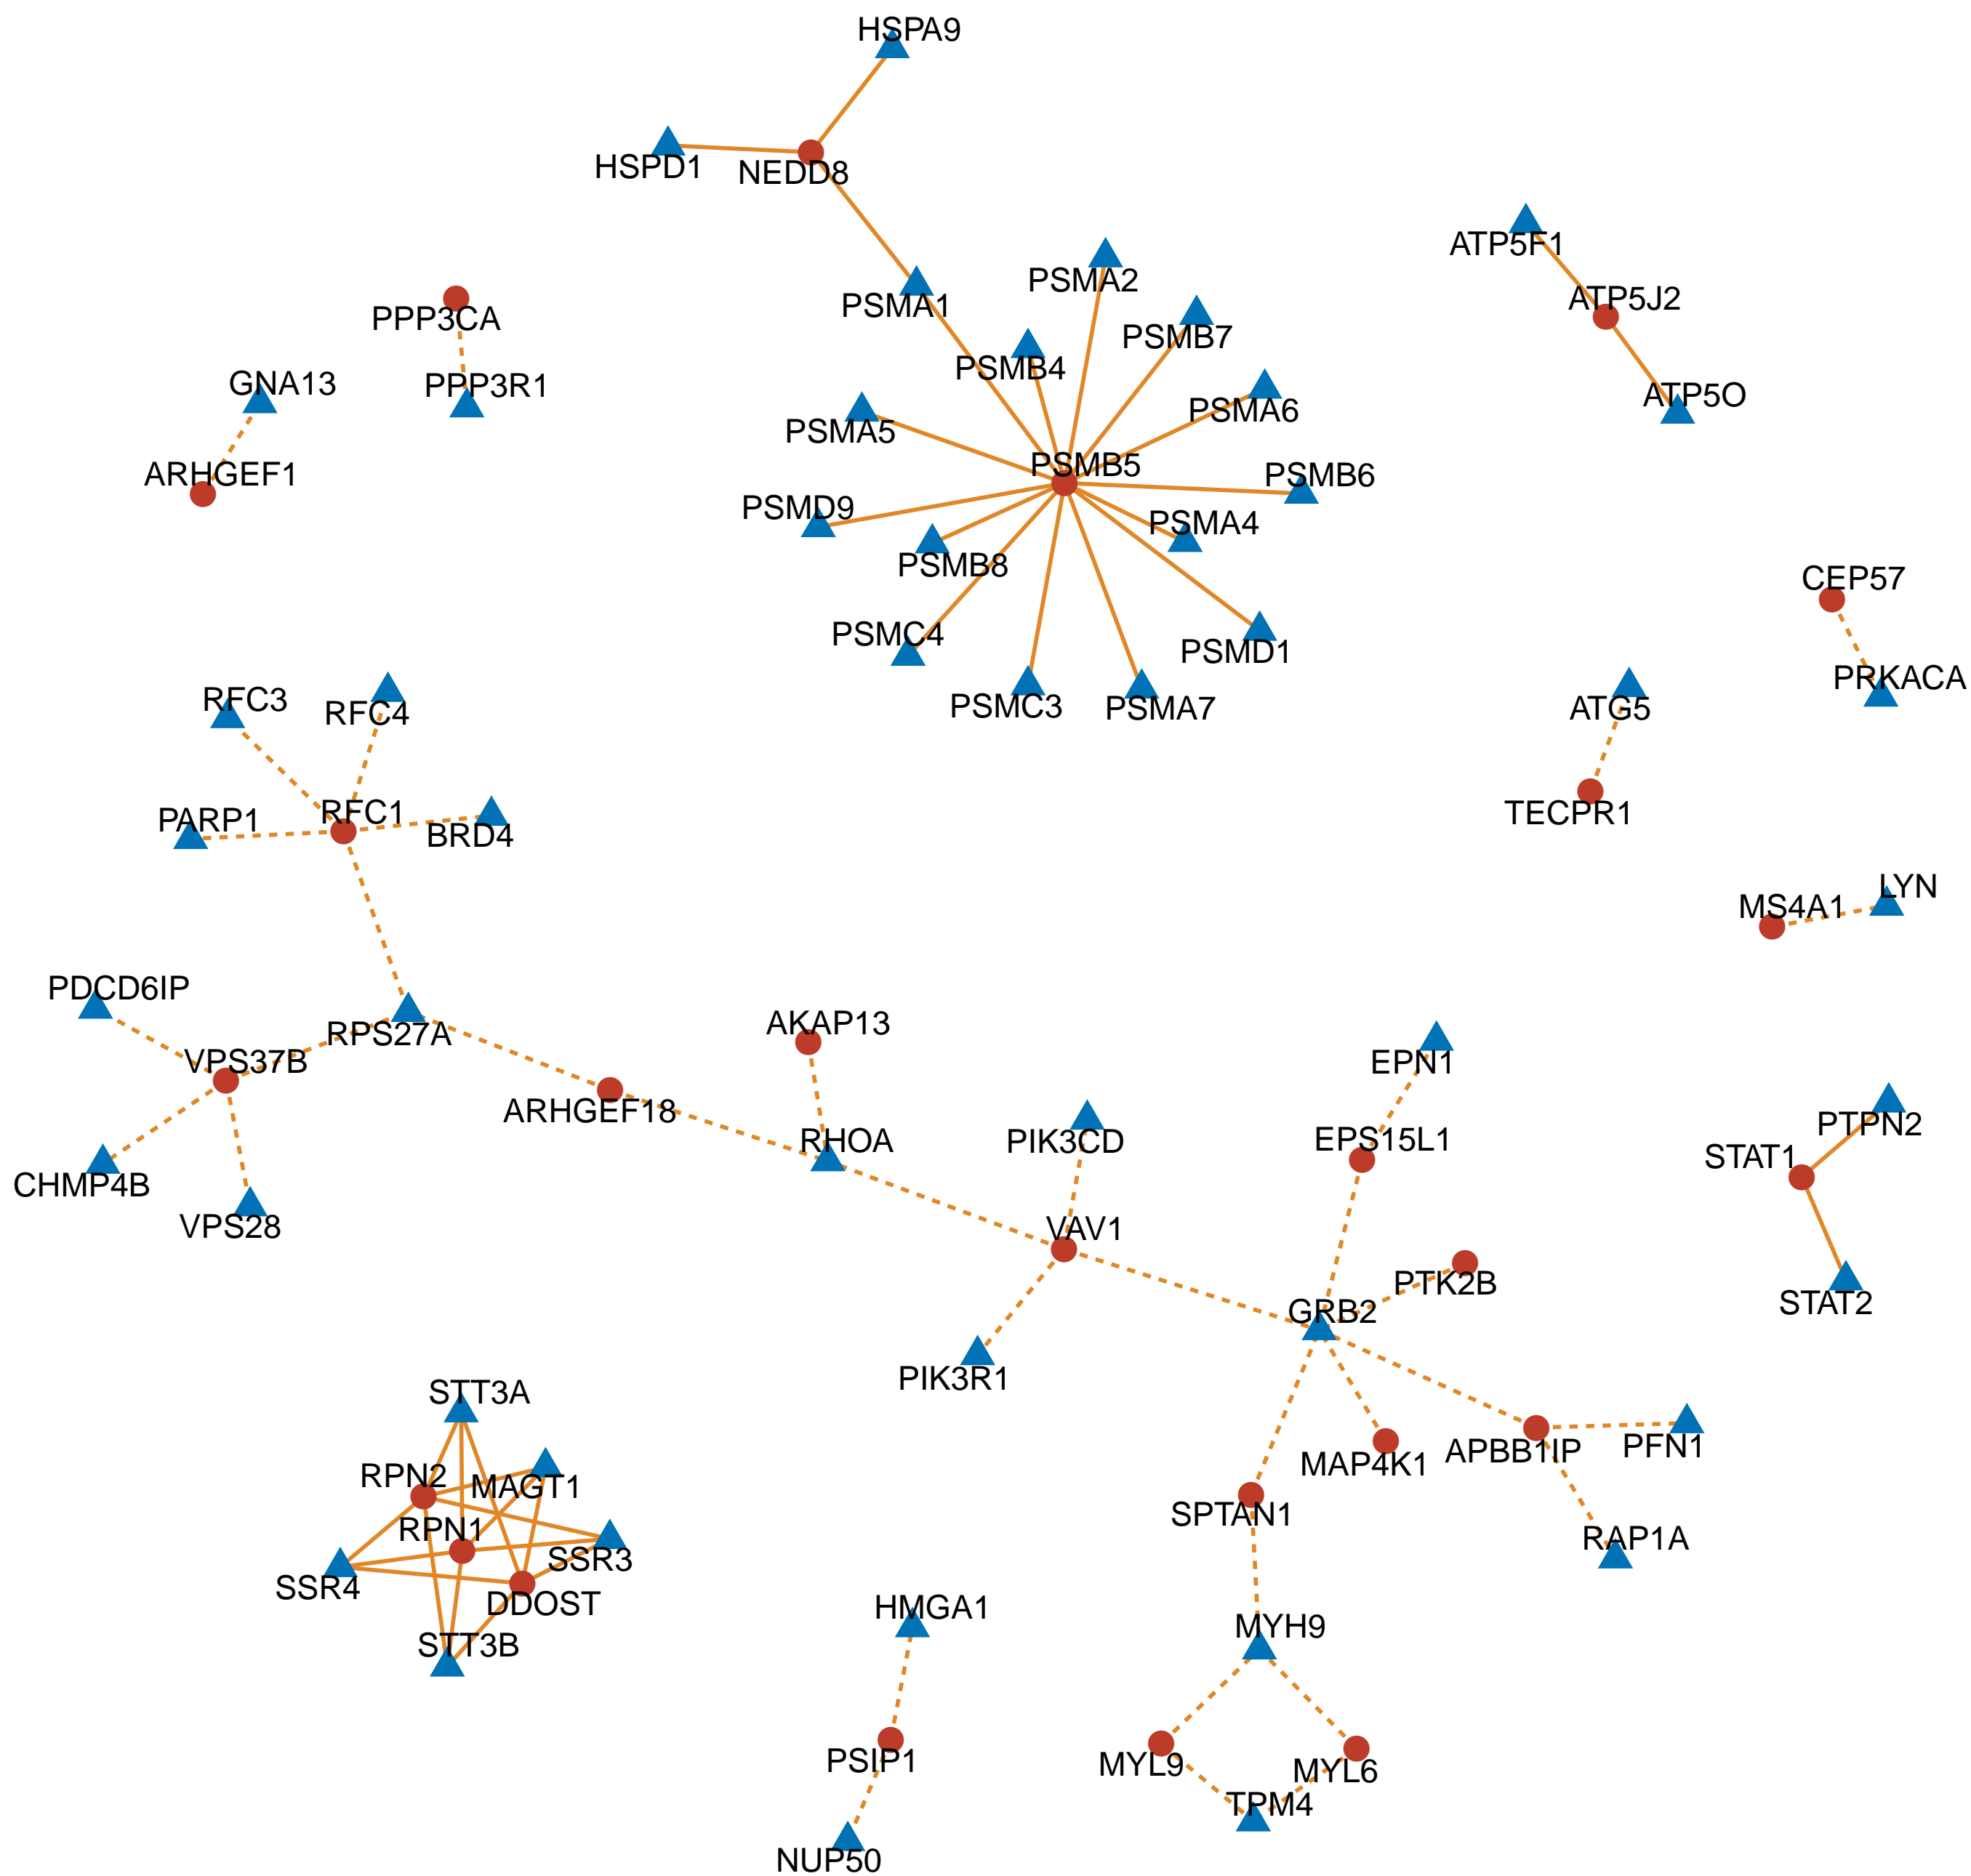 HSPA9
HSPD1
NEDD8
ATP5F1
PSMA2
ATP5J2
PSMA1
PPP3CA
PSMB7
PSMB4
GNA13
PPP3R1
ATP5O
PSMA6
PSMA5
PSMB5
ARHGEF1
PSMB6
PSMD9
PSMA4
PSMB8
CEP57
PSMC4
PSMD1
PRKACA
RFC3
RFC4
PSMC3
PSMA7
ATG5
PARP1
RFC1
BRD4
TECPR1
LYN
MS4A1
PDCD6IP
RPS27A
AKAP13
VPS37B
EPN1
ARHGEF18
PTPN2
RHOA
PIK3CD
EPS15L1
STAT1
CHMP4B
VPS28
VAV1
PTK2B
STAT2
GRB2
PIK3R1
STT3A
PFN1
APBB1IP
MAP4K1
RPN2
MAGT1
SPTAN1
RPN1
RAP1A
SSR3
SSR4
DDOST
HMGA1
MYH9
STT3B
PSIP1
MYL9
MYL6
TPM4
NUP50